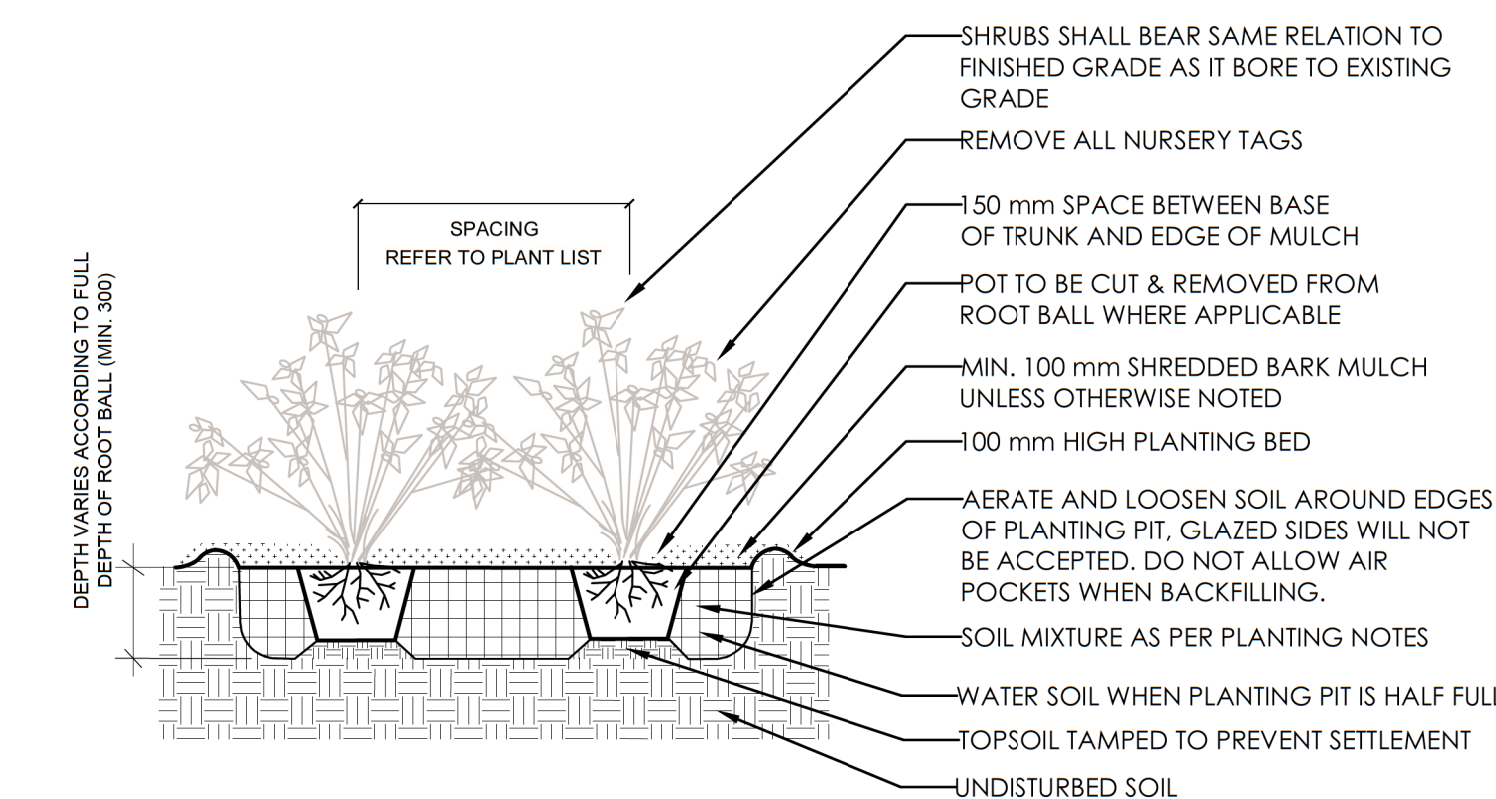 SHRUBS SHALL BEAR SAME RELATION TO
FINISHED GRADE AS IT BORE TO EXISTING
GRADE
REMOVE ALL NURSERY TAGS
150 mm SPACE BETWEEN BASE
OF TRUNK AND EDGE OF MULCH
SPACING
REFER TO PLANT LIST
POT TO BE CUT & REMOVED FROM
ROOT BALL WHERE APPLICABLE
DEPTH VARIES ACCORDING TO FULL
DEPTH OF ROOT BALL (MIN. 300)
MIN. 100 mm SHREDDED BARK MULCH
UNLESS OTHERWISE NOTED
100 mm HIGH PLANTING BED
AERATE AND LOOSEN SOIL AROUND EDGES
OF PLANTING PIT, GLAZED SIDES WILL NOT
BE ACCEPTED. DO NOT ALLOW AIR
POCKETS WHEN BACKFILLING.
SOIL MIXTURE AS PER PLANTING NOTES
WATER SOIL WHEN PLANTING PIT IS HALF FULL
TOPSOIL TAMPED TO PREVENT SETTLEMENT
UNDISTURBED SOIL